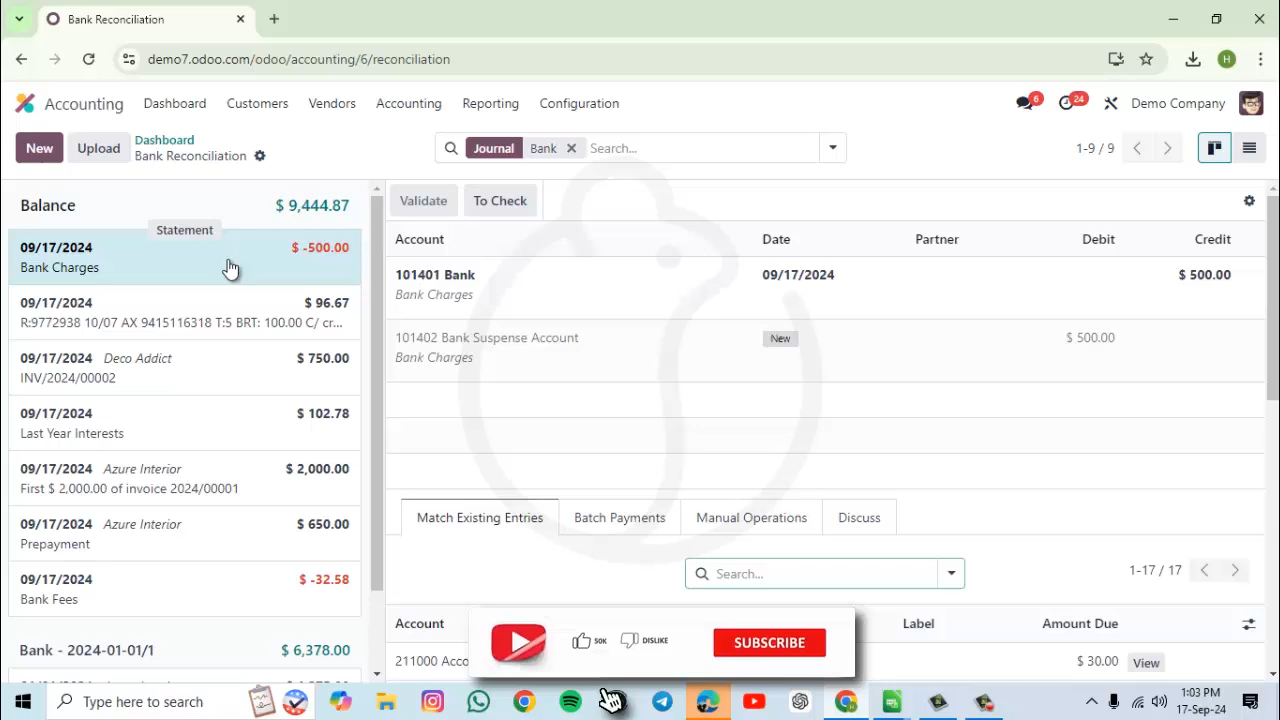 Bank Reconciliation
demo7.odoo.com/odoo/accounting/6/reconciliation
H
Accounting Dashboard Customers Vendors Accounting Reporting Configuration 6 24 Demo Company
New Upload Dashboard
Bank Reconciliation
Journal Bank Search... 1-9 / 9
Balance $ 9,444.87
Statement
09/17/2024 $ -500.00
Bank Charges
09/17/2024 $ 96.67
R:9772938 10/07 AX 9415116318 T:5 BRT: 100.00 C/ cr...
09/17/2024 Deco Addict $ 750.00
INV/2024/00002
09/17/2024 $ 102.78
Last Year Interests
09/17/2024 Azure Interior $ 2,000.00
First $ 2,000.00 of invoice 2024/00001
09/17/2024 Azure Interior $ 650.00
Prepayment
09/17/2024 $ -32.58
Bank Fees
Bank - 2024-01-01/1 $ 6,378.00
Validate To Check
Account Date Partner Debit Credit
101401 Bank 09/17/2024 $ 500.00
Bank Charges
101402 Bank Suspense Account New $ 500.00
Bank Charges
Match Existing Entries Batch Payments Manual Operations Discuss
Search... 1-17 / 17
Account Label Amount Due
211000 Acco $ 30.00 View
50K DISLIKE SUBSCRIBE
Type here to search
1:03 PM
17-Sep-24